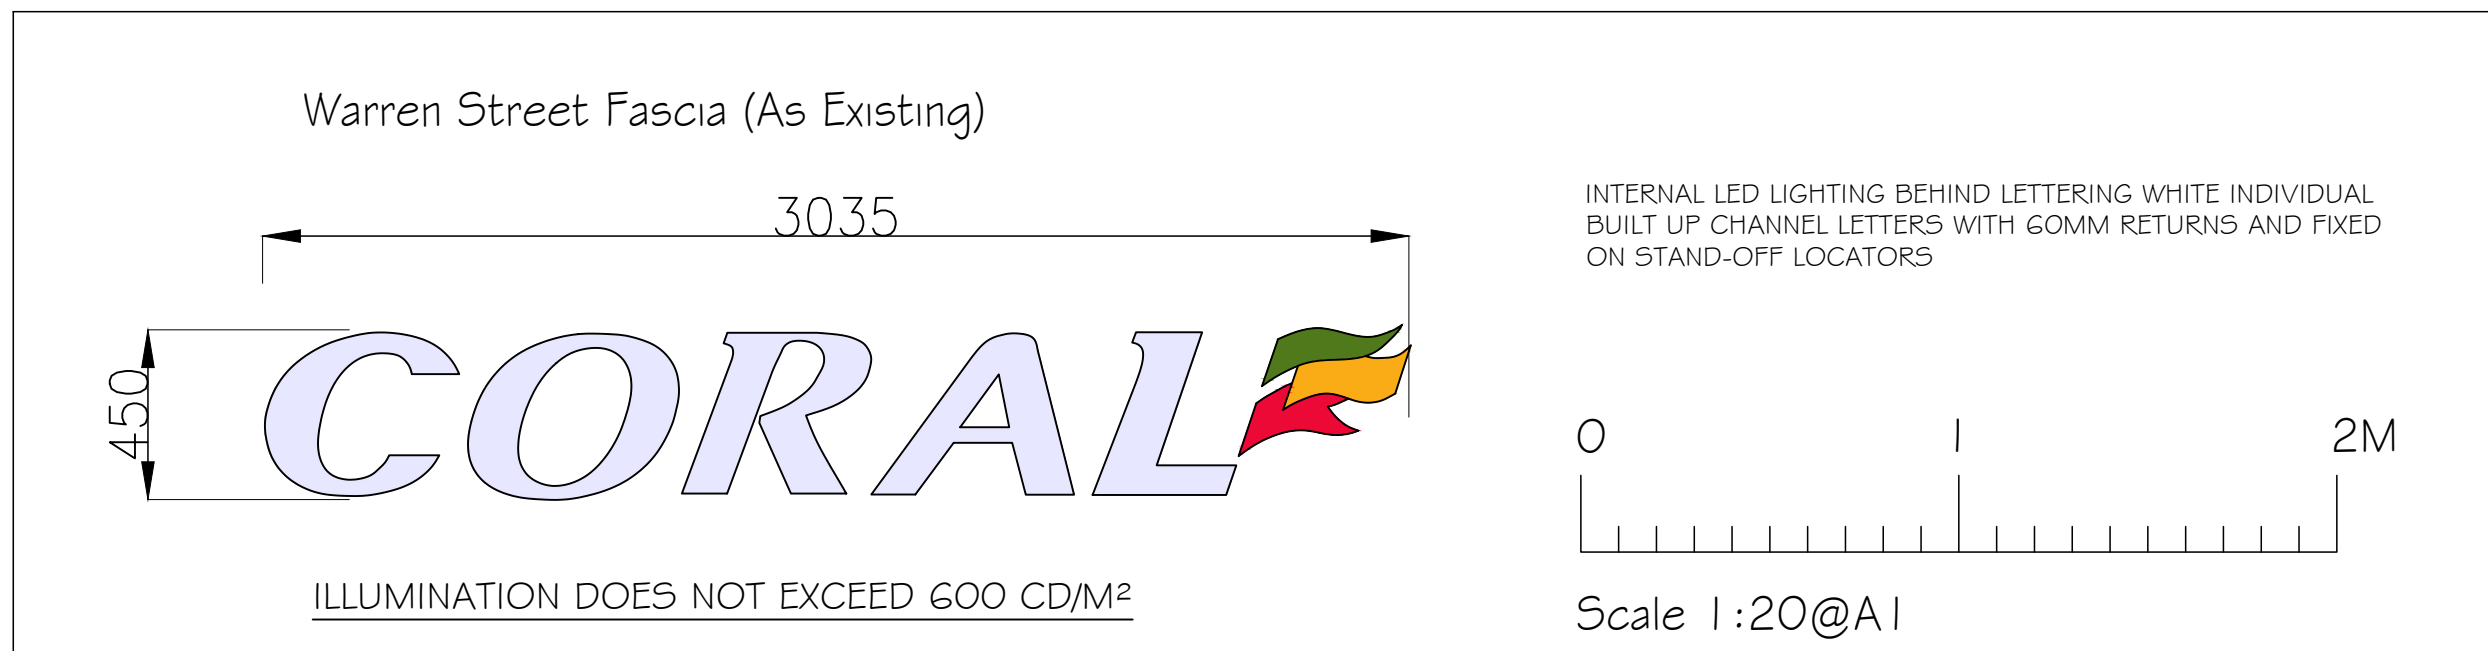 Warren Street Fascia (As Existing)
3035
INTERNAL LED LIGHTING BEHIND LETTERING WHITE INDIVIDUAL
BUILT UP CHANNEL LETTERS WITH 60MM RETURNS AND FIXED
ON STAND-OFF LOCATORS
450
CORAL
0 1 2M
ILLUMINATION DOES NOT EXCEED 600 CD/M²
Scale 1:20@A1